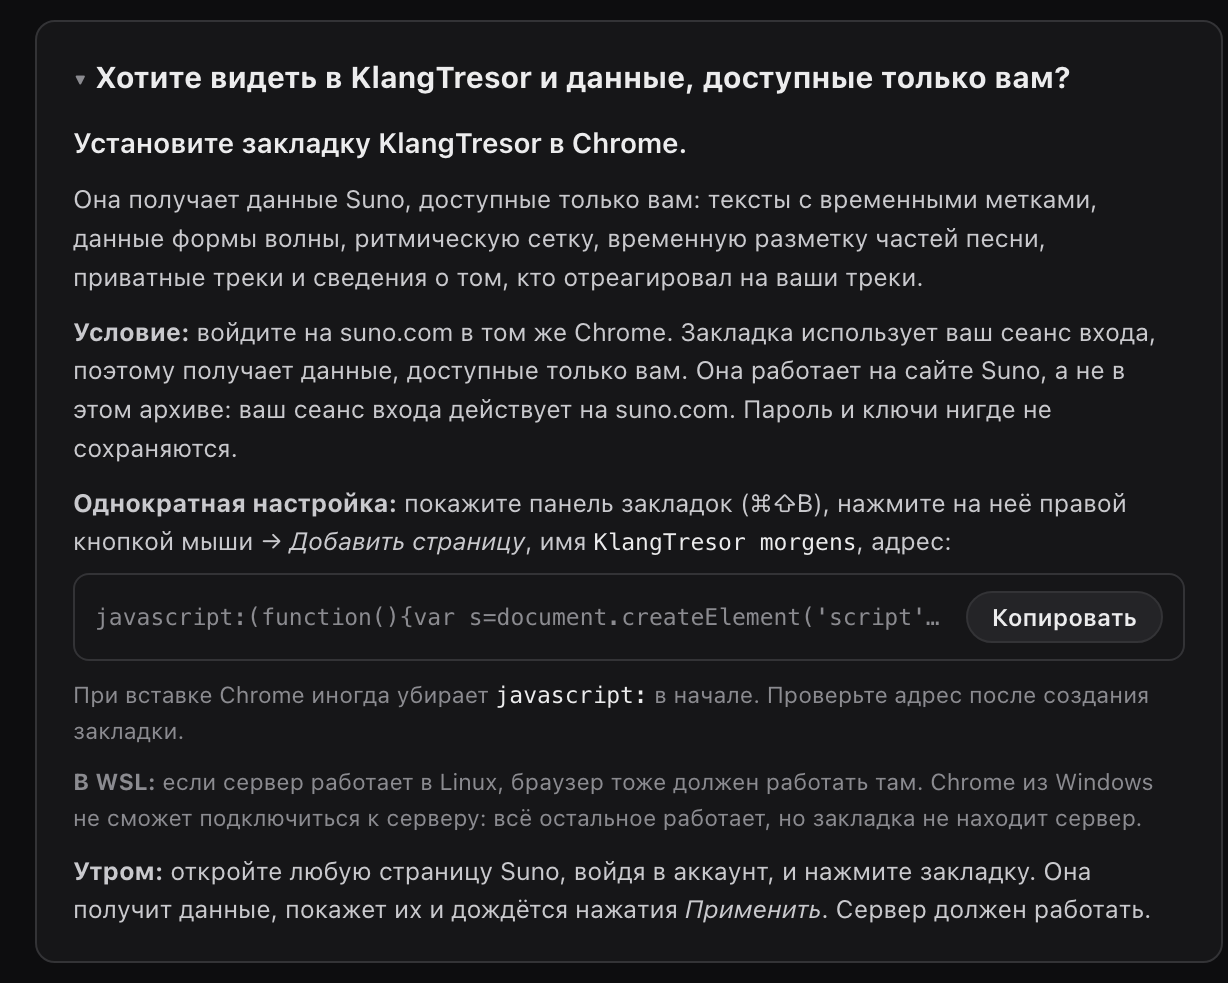 ▾ Хотите видеть в KlangTresor и данные, доступные только вам?
Установите закладку KlangTresor в Chrome.
Она получает данные Suno, доступные только вам: тексты с временными метками,
данные формы волны, ритмическую сетку, временную разметку частей песни,
приватные треки и сведения о том, кто отреагировал на ваши треки.
Условие: войдите на suno.com в том же Chrome. Закладка использует ваш сеанс входа,
поэтому получает данные, доступные только вам. Она работает на сайте Suno, а не в
этом архиве: ваш сеанс входа действует на suno.com. Пароль и ключи нигде не
сохраняются.
Однократная настройка: покажите панель закладок (⌘⇧B), нажмите на неё правой
кнопкой мыши → Добавить страницу, имя KlangTresor morgens, адрес:
javascript:(function(){var s=document.createElement('script'… Копировать
При вставке Chrome иногда убирает javascript: в начале. Проверьте адрес после создания
закладки.
В WSL: если сервер работает в Linux, браузер тоже должен работать там. Chrome из Windows
не сможет подключиться к серверу: всё остальное работает, но закладка не находит сервер.
Утром: откройте любую страницу Suno, войдя в аккаунт, и нажмите закладку. Она
получит данные, покажет их и дождётся нажатия Применить. Сервер должен работать.